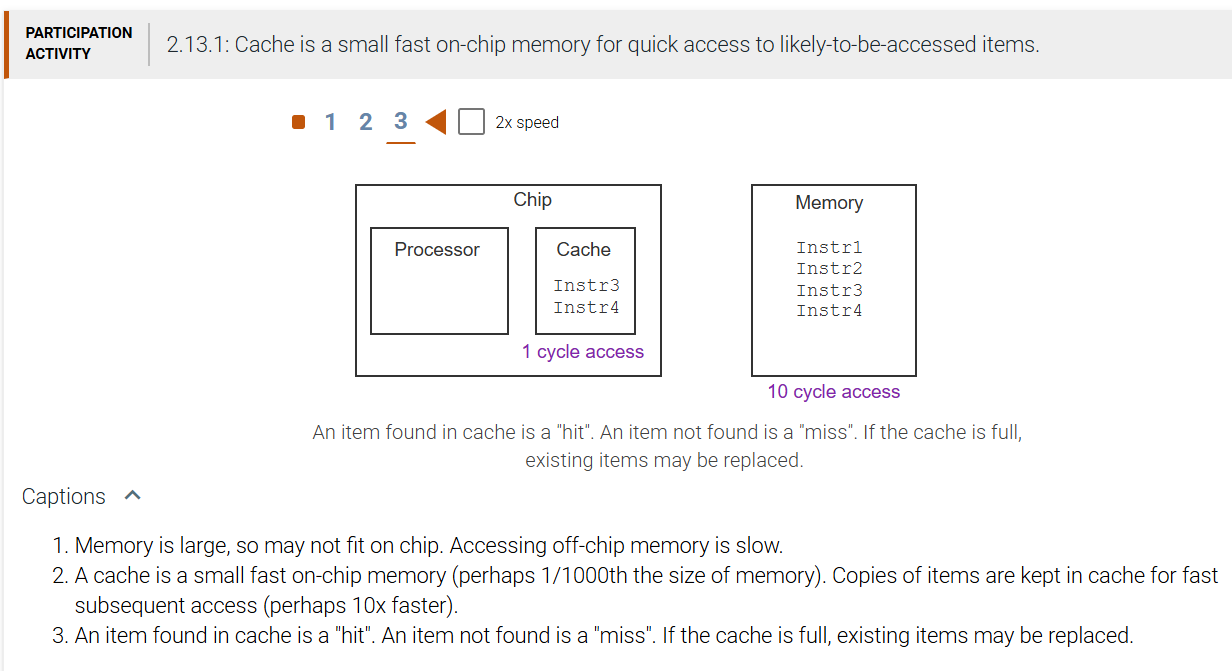 PARTICIPATION
ACTIVITY
2.13.1: Cache is a small fast on-chip memory for quick access to likely-to-be-accessed items.
1 2 3 2x speed
Chip
Processor
Cache
Instr3
Instr4
1 cycle access
Memory
Instr1
Instr2
Instr3
Instr4
10 cycle access
An item found in cache is a "hit". An item not found is a "miss". If the cache is full,
existing items may be replaced.
Captions
1. Memory is large, so may not fit on chip. Accessing off-chip memory is slow.
2. A cache is a small fast on-chip memory (perhaps 1/1000th the size of memory). Copies of items are kept in cache for fast
subsequent access (perhaps 10x faster).
3. An item found in cache is a "hit". An item not found is a "miss". If the cache is full, existing items may be replaced.